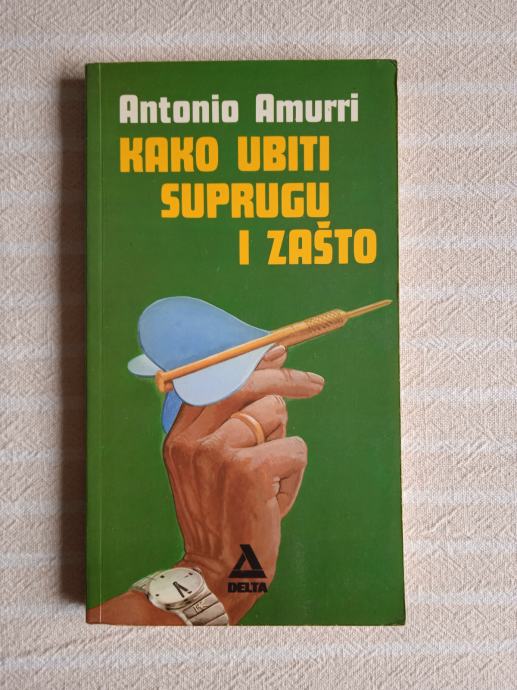 Antonio Amurri
KAKO UBITI
SUPRUGU
I ZAŠTO
DELTA